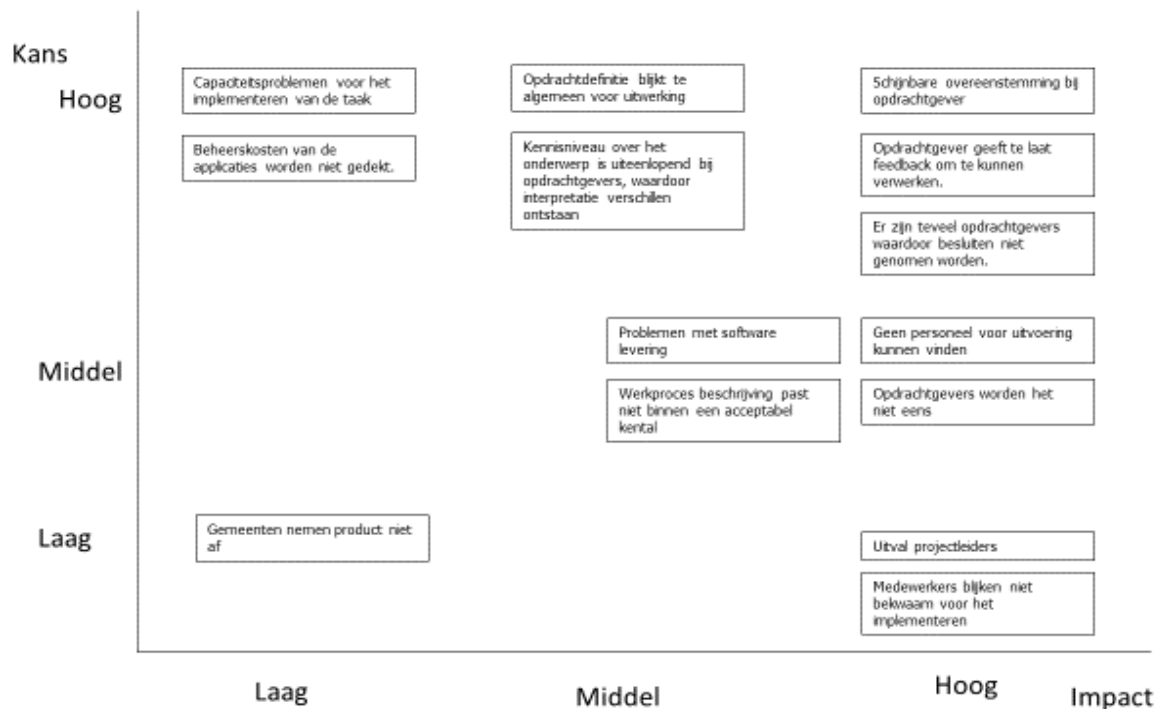 Kans
Hoog
Capaciteitsproblemen voor het
implementeren van de taak
Opdrachtdefinitie blijkt te
algemeen voor uitwerking
Schijnbare overeenstemming bij
opdrachtgever
Beheerskosten van de
applicaties worden niet gedekt.
Kennisniveau over het
onderwerp is uiteenlopend bij
opdrachtgevers, waardoor
interpretatie verschillen
ontstaan
Opdrachtgever geeft te laat
feedback om te kunnen
verwerken.
Er zijn teveel opdrachtgevers
waardoor besluiten niet
genomen worden.
Middel
Problemen met software
levering
Geen personeel voor uitvoering
kunnen vinden
Werkproces beschrijving past
niet binnen een acceptabel
kental
Opdrachtgevers worden het
niet eens
Laag
Gemeenten nemen product niet
af
Uitval projectleiders
Medewerkers blijken niet
bekwaam voor het
implementeren
Laag
Middel
Hoog
Impact